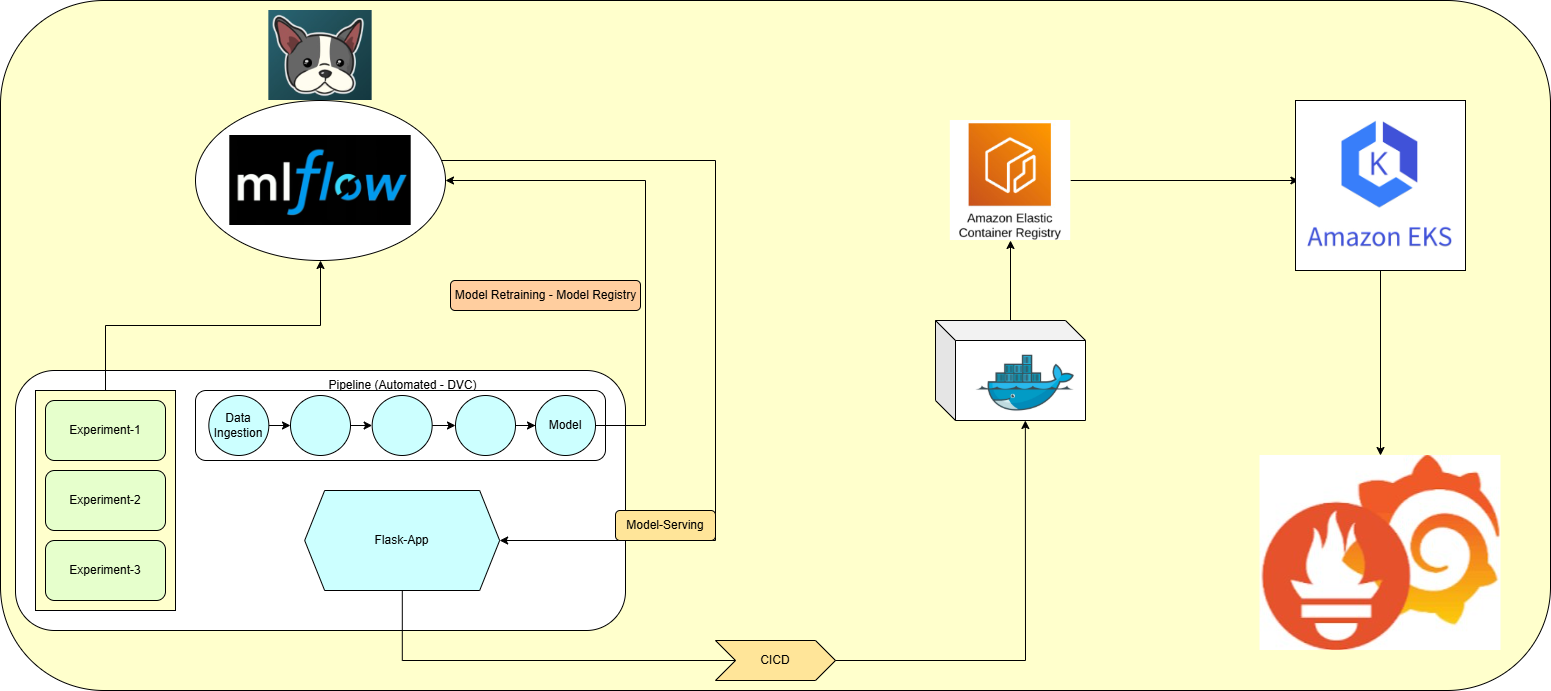 mlflow
Amazon Elastic
Container Registry
K
Amazon EKS
Model Retraining - Model Registry
Pipeline (Automated - DVC)
Data
Ingestion
Model
Experiment-1
Experiment-2
Experiment-3
Model-Serving
Flask-App
CICD